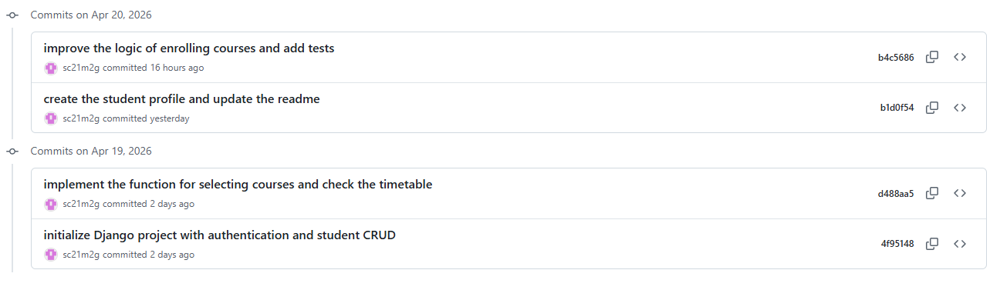 Commits on Apr 20, 2026
improve the logic of enrolling courses and add tests
sc21m2g committed 16 hours ago
b4c5686
create the student profile and update the readme
sc21m2g committed yesterday
b1d0f54
Commits on Apr 19, 2026
implement the function for selecting courses and check the timetable
sc21m2g committed 2 days ago
d488aa5
initialize Django project with authentication and student CRUD
sc21m2g committed 2 days ago
4f95148